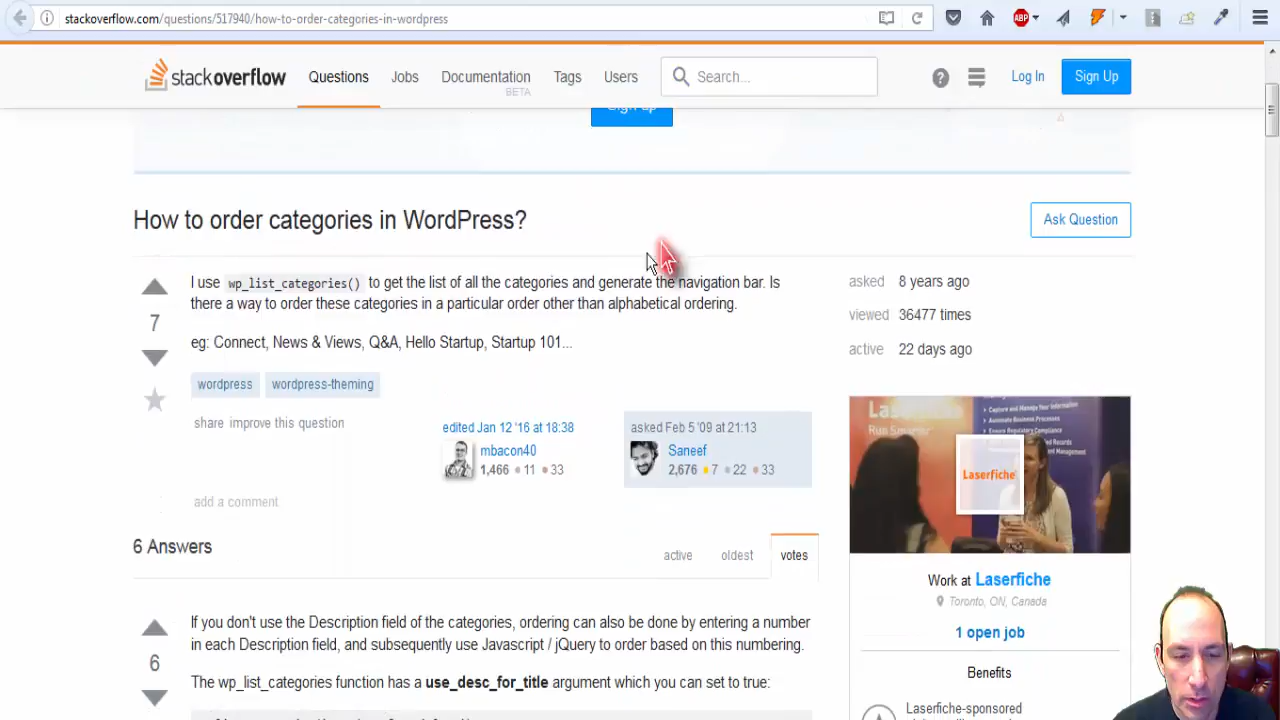 stackoverflow.com/questions/517940/how-to-order-categories-in-wordpress
ABP
stackoverflow
Questions
Jobs
Documentation
BETA
Tags
Users
Search...
?
Log In
Sign Up
Sign Up
How to order categories in WordPress?
Ask Question
I use wp_list_categories() to get the list of all the categories and generate the navigation bar. Is
there a way to order these categories in a particular order other than alphabetical ordering.
7
eg: Connect, News & Views, Q&A, Hello Startup, Startup 101...
wordpress wordpress-theming
share improve this question
edited Jan 12 '16 at 18:38
mbacon40
1,466 11 33
asked Feb 5 '09 at 21:13
Saneef
2,676 7 22 33
add a comment
asked 8 years ago
viewed 36477 times
active 22 days ago
Laserfiche
Run Smarter
Laserfiche
Work at Laserfiche
Toronto, ON, Canada
1 open job
Benefits
Laserfiche-sponsored
6 Answers
active oldest votes
If you don't use the Description field of the categories, ordering can also be done by entering a number
in each Description field, and subsequently use Javascript / jQuery to order based on this numbering.
6
The wp_list_categories function has a use_desc_for_title argument which you can set to true: